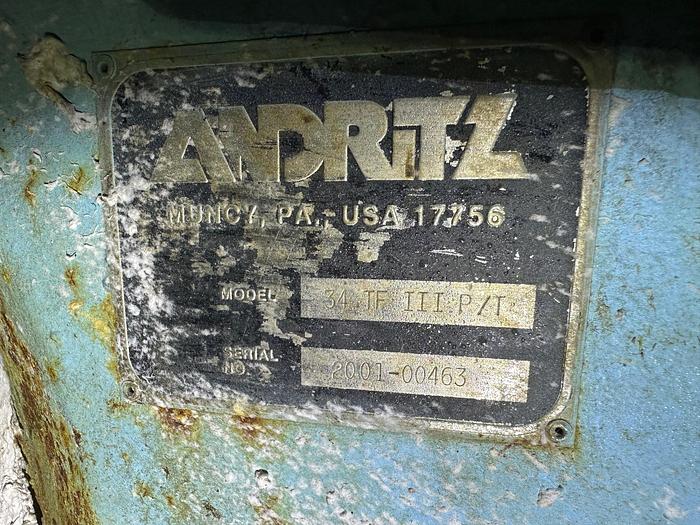 ANDRITZ
MUNCY, PA.- USA 17756
MODEL 34 TF III P/T
SERIAL NO. 2001-00463